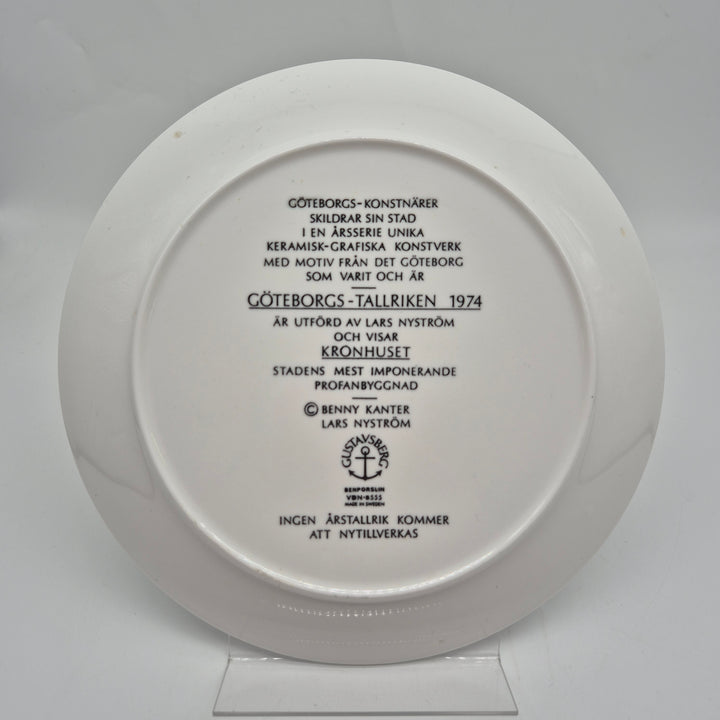 GÖTEBORGS-KONSTNÄRER
SKILDRAR SIN STAD
I EN ÅRSSERIE UNIKA
KERAMISK-GRAFISKA KONSTVERK
MED MOTIV FRÅN DET GÖTEBORG
SOM VARIT OCH ÄR
GÖTEBORGS-TALLRIKEN 1974
ÄR UTFÖRD AV LARS NYSTRÖM
OCH VISAR
KRONHUSET
STADENS MEST IMPONERANDE
PROFANBYGGNAD
© BENNY KANTER
LARS NYSTRÖM
GUSTAVSBERG
BENPORSLIN
VDN-B555
MADE IN SWEDEN
INGEN ÅRSTALLRIK KOMMER
ATT NYTILLVERKAS